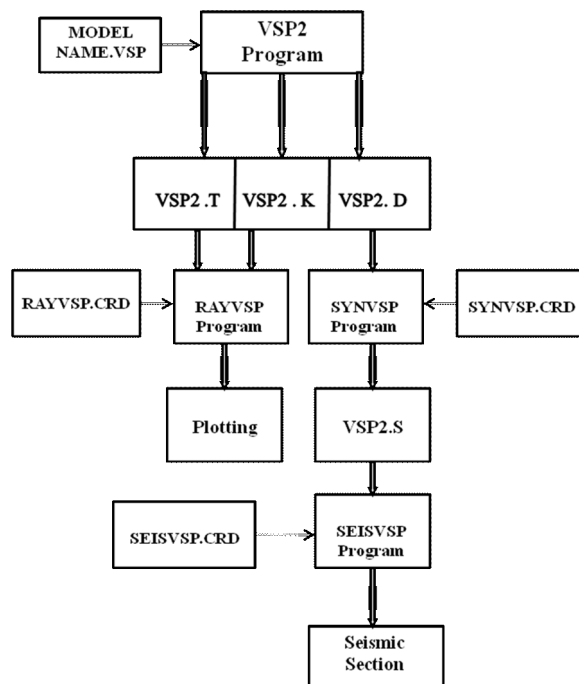 MODEL
NAME.VSP
VSP2
Program
VSP2 .T
VSP2 . K
VSP2. D
RAYVSP.CRD
RAYVSP
Program
SYNVSP
Program
SYNVSP.CRD
Plotting
VSP2.S
SEISVSP.CRD
SEISVSP
Program
Seismic
Section